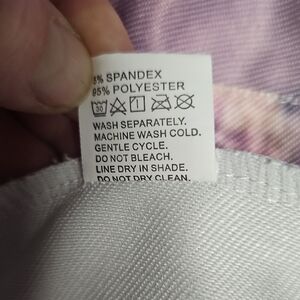 5% SPANDEX
95% POLYESTER
30
WASH SEPARATELY.
MACHINE WASH COLD.
GENTLE CYCLE.
DO NOT BLEACH.
LINE DRY IN SHADE.
DO NOT DRY CLEAN.